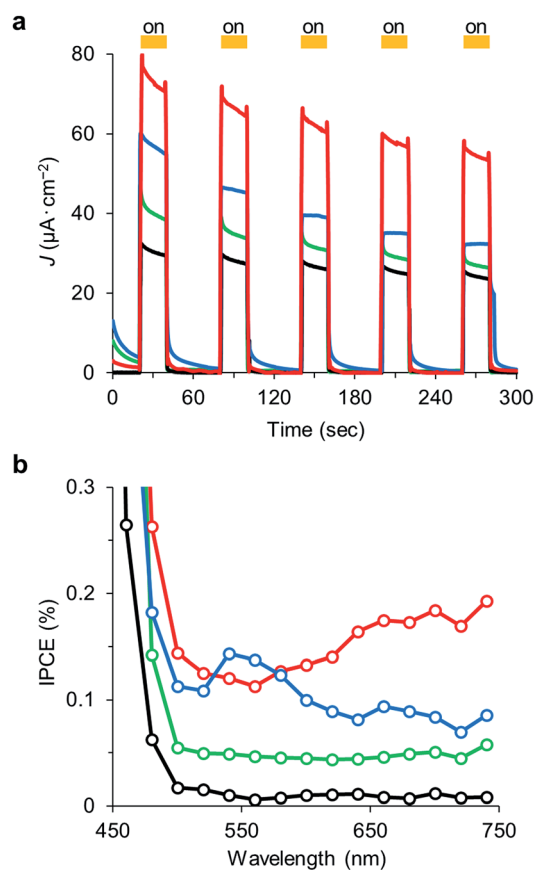 a
on on on on on
80
60
40
20
0
J (μA·cm⁻²)
0 60 120 180 240 300
Time (sec)
b
0.3
0.2
0.1
0
IPCE (%)
450 550 650 750
Wavelength (nm)